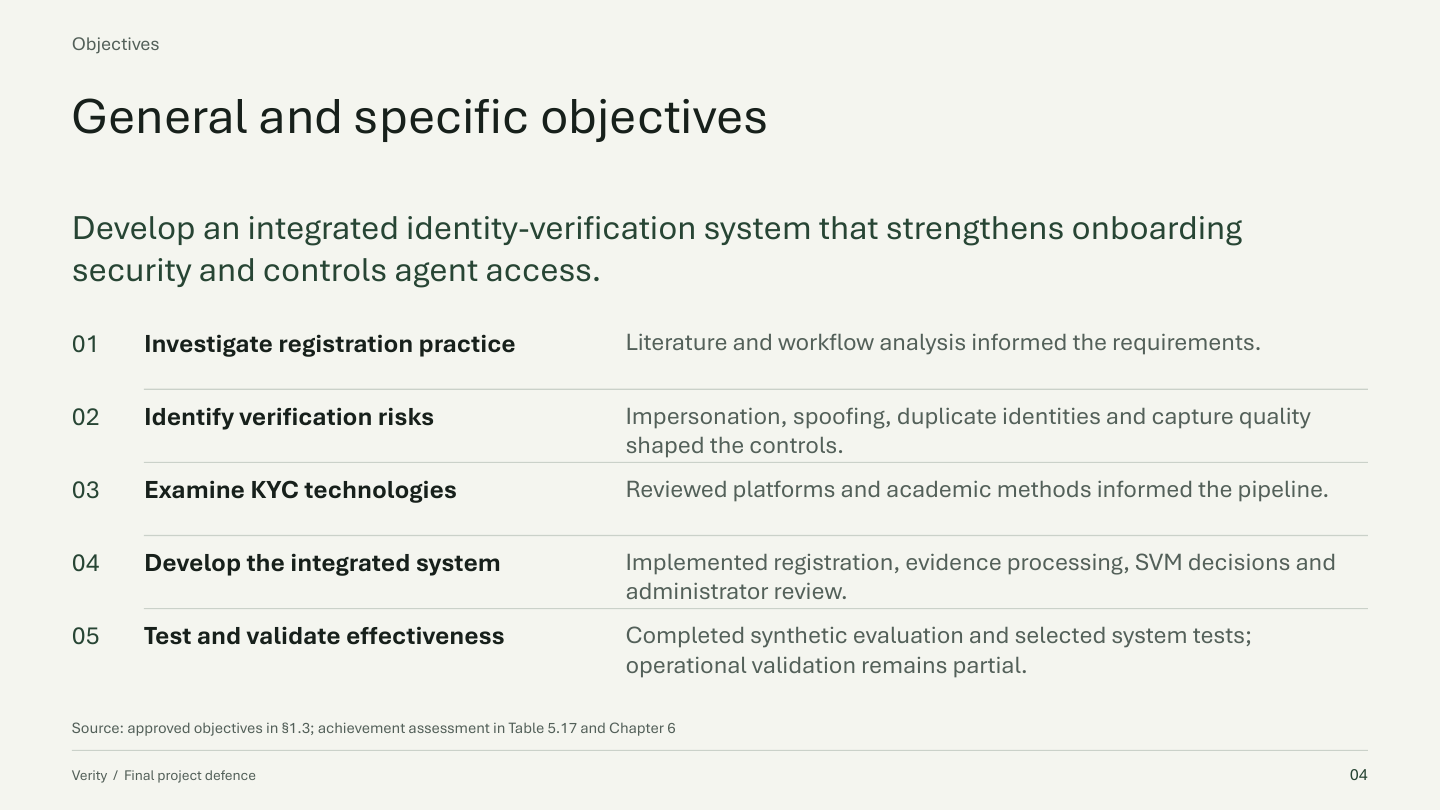 Objectives
General and specific objectives
Develop an integrated identity-verification system that strengthens onboarding
security and controls agent access.
01 Investigate registration practice Literature and workflow analysis informed the requirements.
02 Identify verification risks Impersonation, spoofing, duplicate identities and capture quality
shaped the controls.
03 Examine KYC technologies Reviewed platforms and academic methods informed the pipeline.
04 Develop the integrated system Implemented registration, evidence processing, SVM decisions and
administrator review.
05 Test and validate effectiveness Completed synthetic evaluation and selected system tests;
operational validation remains partial.
Source: approved objectives in §1.3; achievement assessment in Table 5.17 and Chapter 6
Verity / Final project defence 04